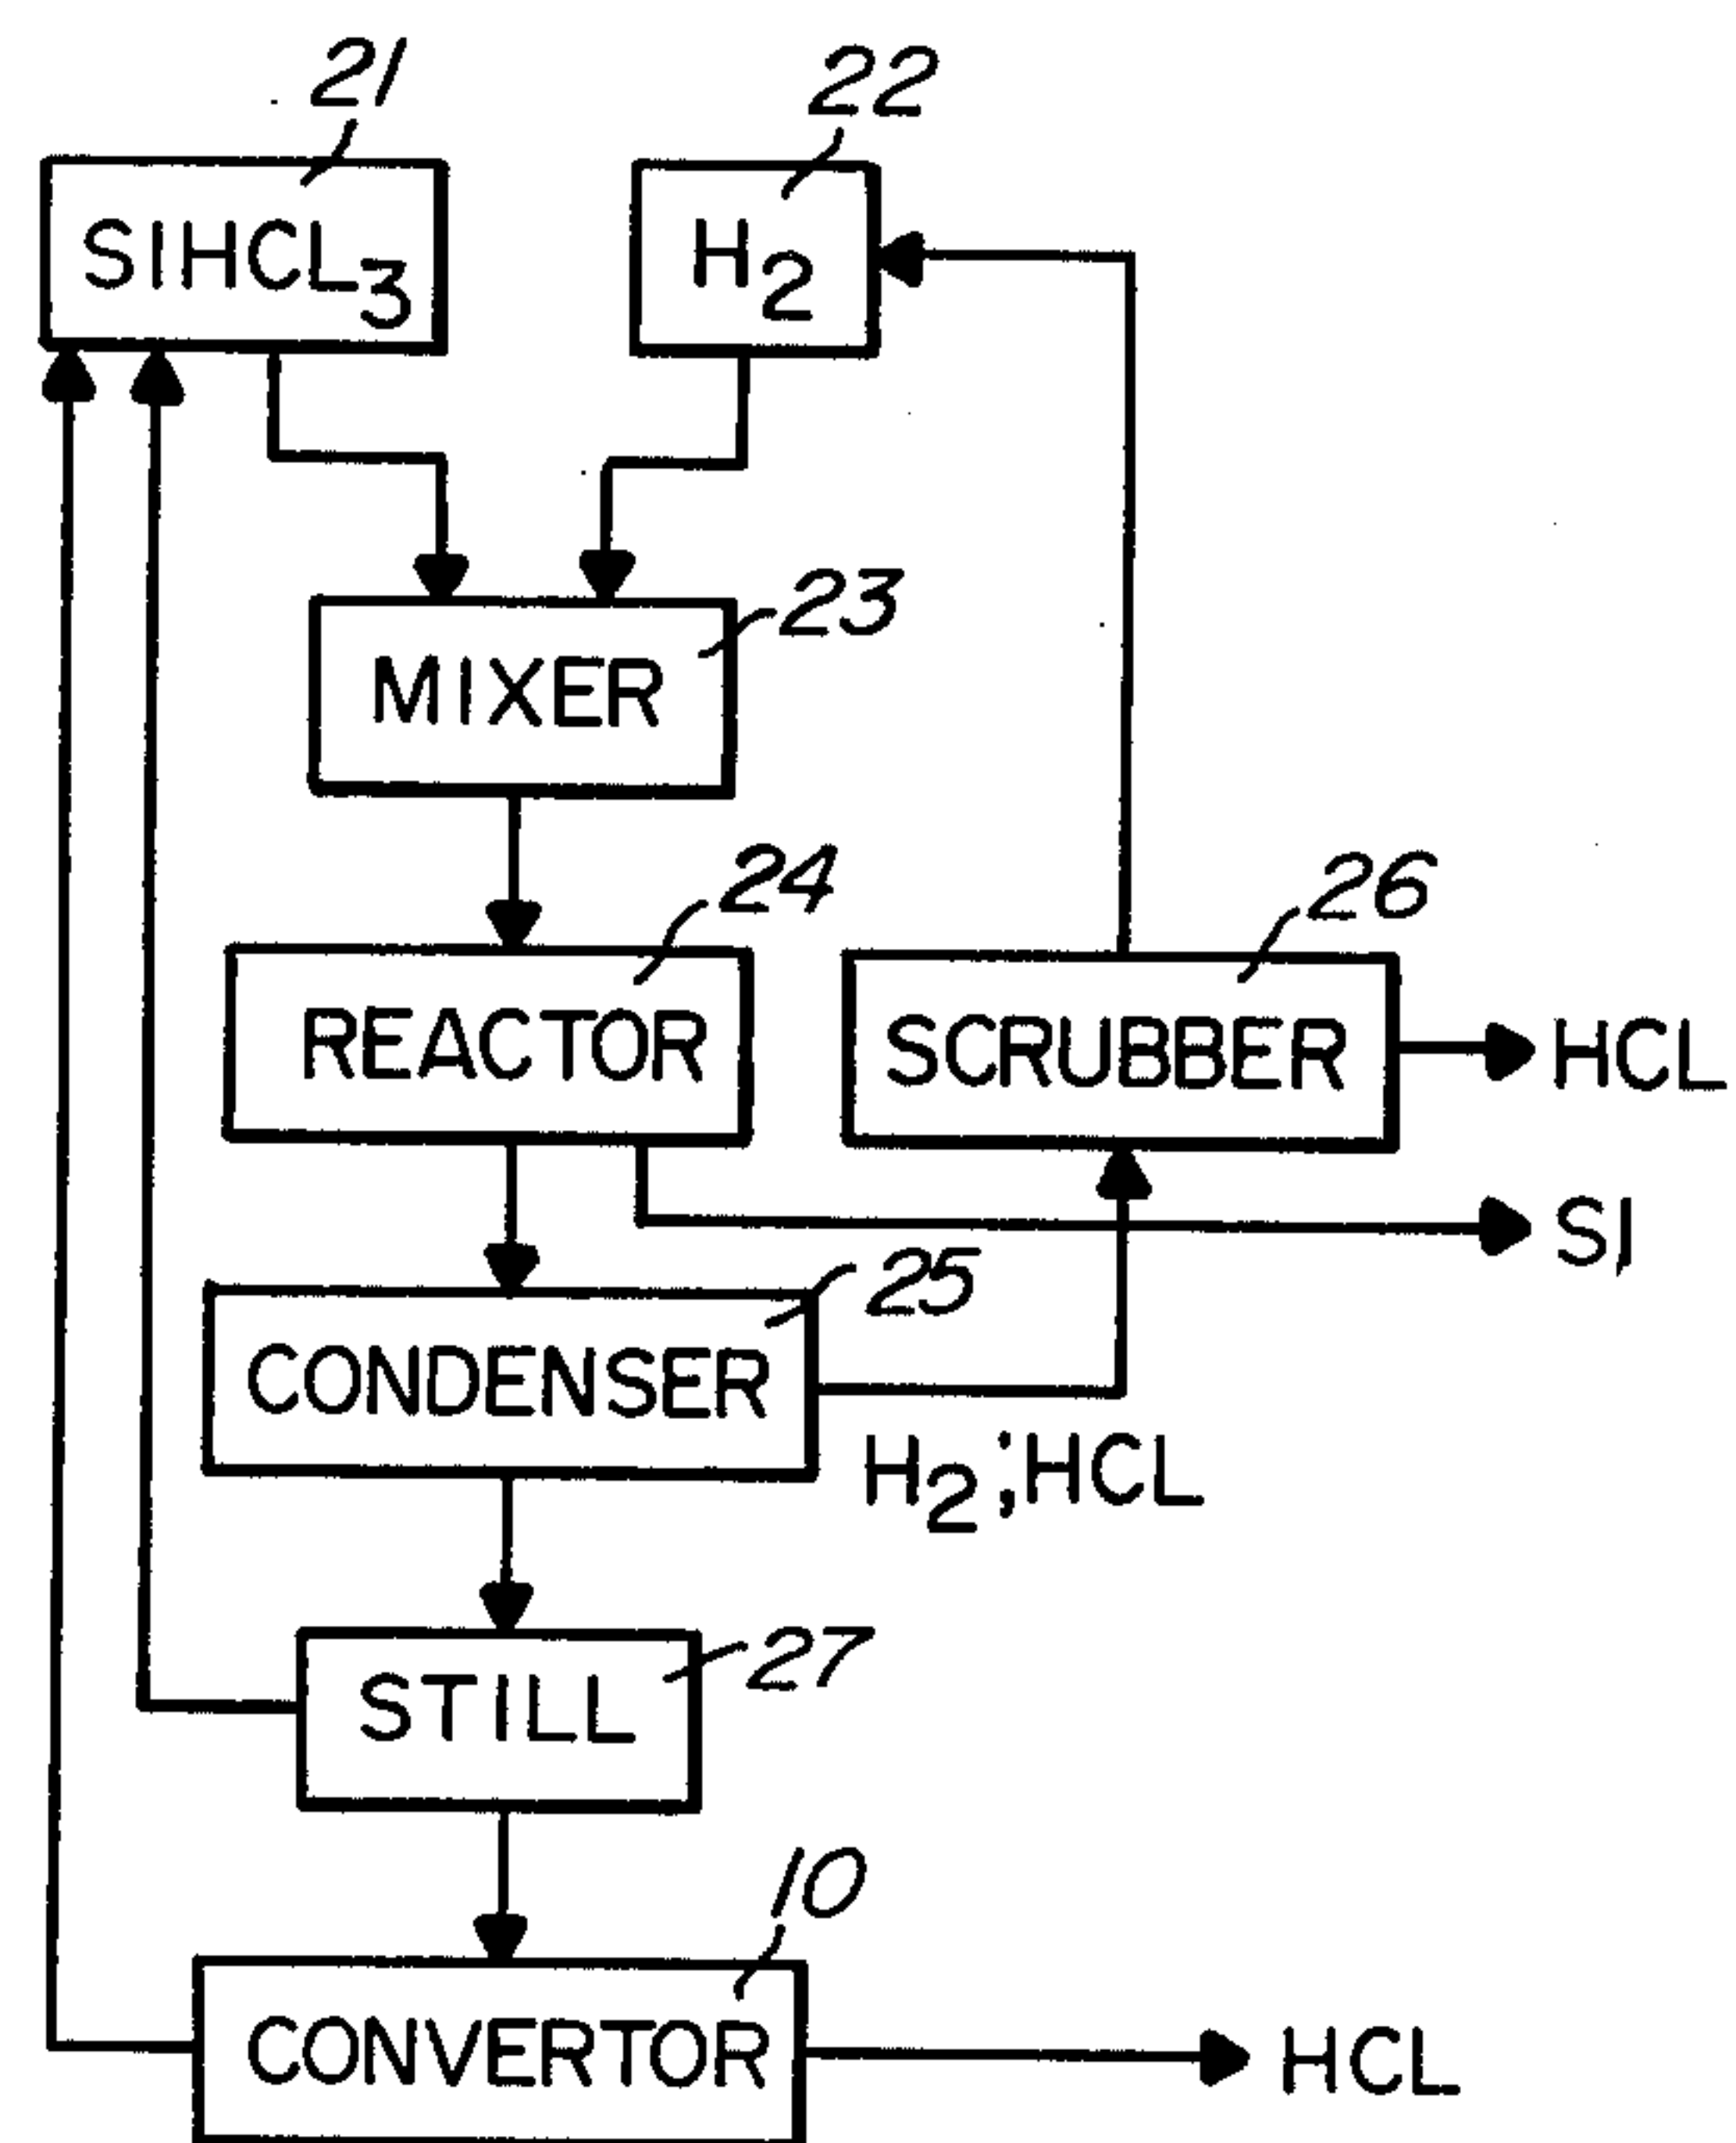 21
22
SIHCL3
H2
23
MIXER
24
26
REACTOR
SCRUBBER
HCL
SI
25
CONDENSER
H2;HCL
27
STILL
10
CONVERTOR
HCL